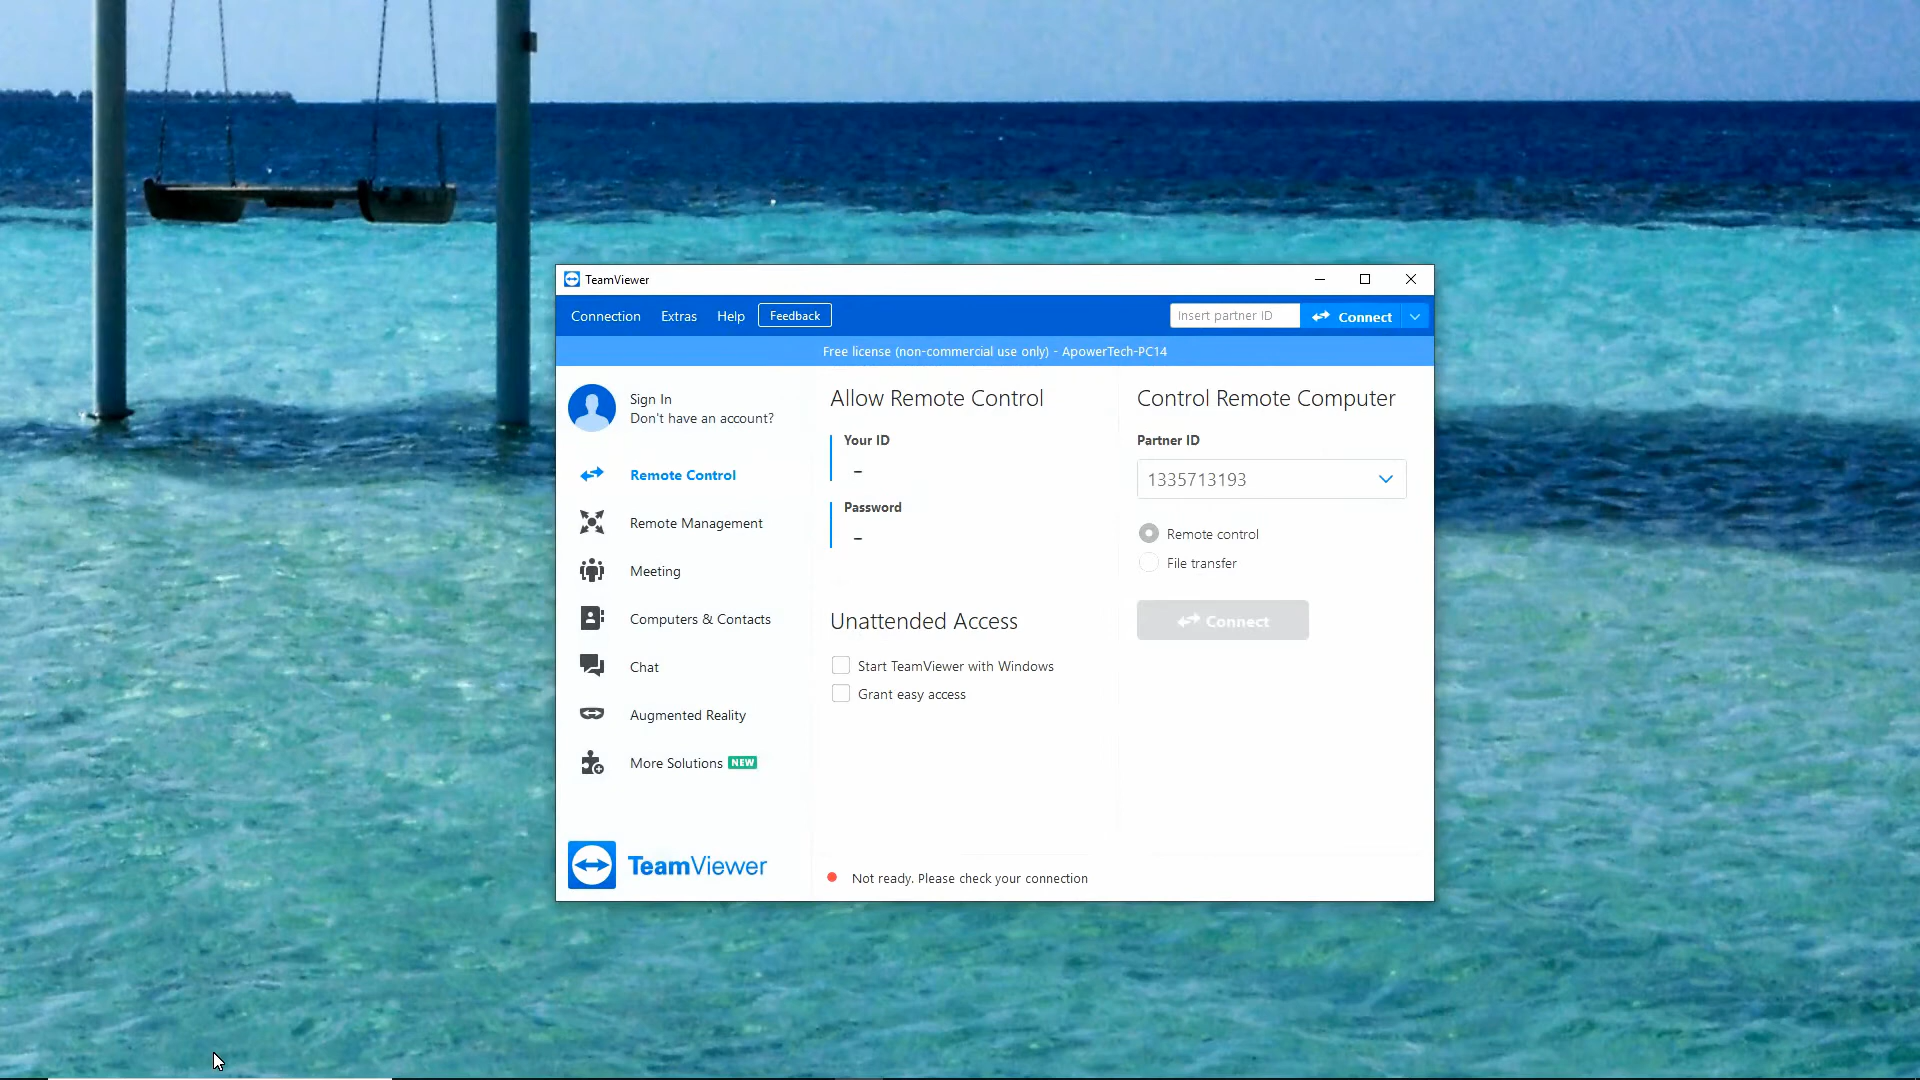 TeamViewer
Connection Extras Help Feedback
Insert partner ID Connect
Free license (non-commercial use only) - ApowerTech-PC14
Sign In
Don't have an account?
Remote Control
Remote Management
Meeting
Computers & Contacts
Chat
Augmented Reality
More Solutions NEW
TeamViewer
Allow Remote Control
Your ID
–
Password
–
Unattended Access
Start TeamViewer with Windows
Grant easy access
Control Remote Computer
Partner ID
1335713193
Remote control
File transfer
Connect
Not ready. Please check your connection